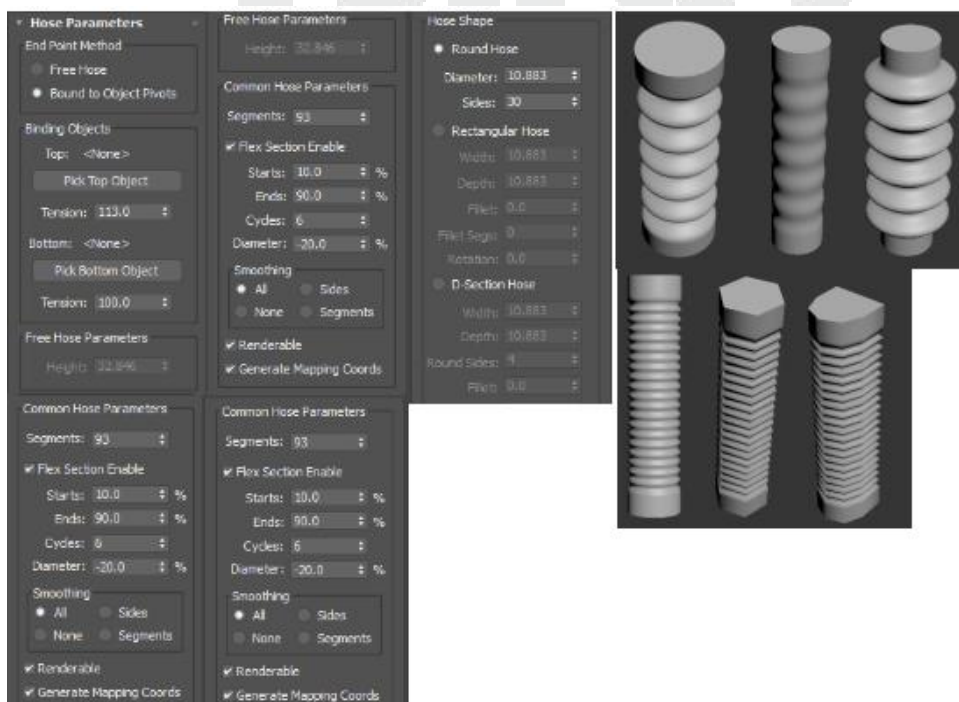 Hose Parameters
End Point Method
Free Hose
Bound to Object Pivots
Binding Objects
Top: <None>
Pick Top Object
Tension: 113.0
Bottom: <None>
Pick Bottom Object
Tension: 100.0
Free Hose Parameters
Height: 32.846
Free Hose Parameters
Height: 32.846
Common Hose Parameters
Segments: 93
Flex Section Enable
Starts: 10.0 %
Ends: 90.0 %
Cycles: 6
Diameter: -20.0 %
Smoothing
All Sides
None Segments
Renderable
Generate Mapping Coords
Hose Shape
Round Hose
Diameter: 10.883
Sides: 30
Rectangular Hose
Width: 10.883
Depth: 10.883
Fillet: 0.0
Fillet Segs: 0
Rotation: 0.0
D-Section Hose
Width: 10.883
Depth: 10.883
Round Sides: 4
Fillet: 0.0
Common Hose Parameters
Segments: 93
Flex Section Enable
Starts: 10.0 %
Ends: 90.0 %
Cycles: 6
Diameter: -20.0 %
Smoothing
All Sides
None Segments
Renderable
Generate Mapping Coords
Common Hose Parameters
Segments: 93
Flex Section Enable
Starts: 10.0 %
Ends: 90.0 %
Cycles: 6
Diameter: -20.0 %
Smoothing
All Sides
None Segments
Renderable
Generate Mapping Coords